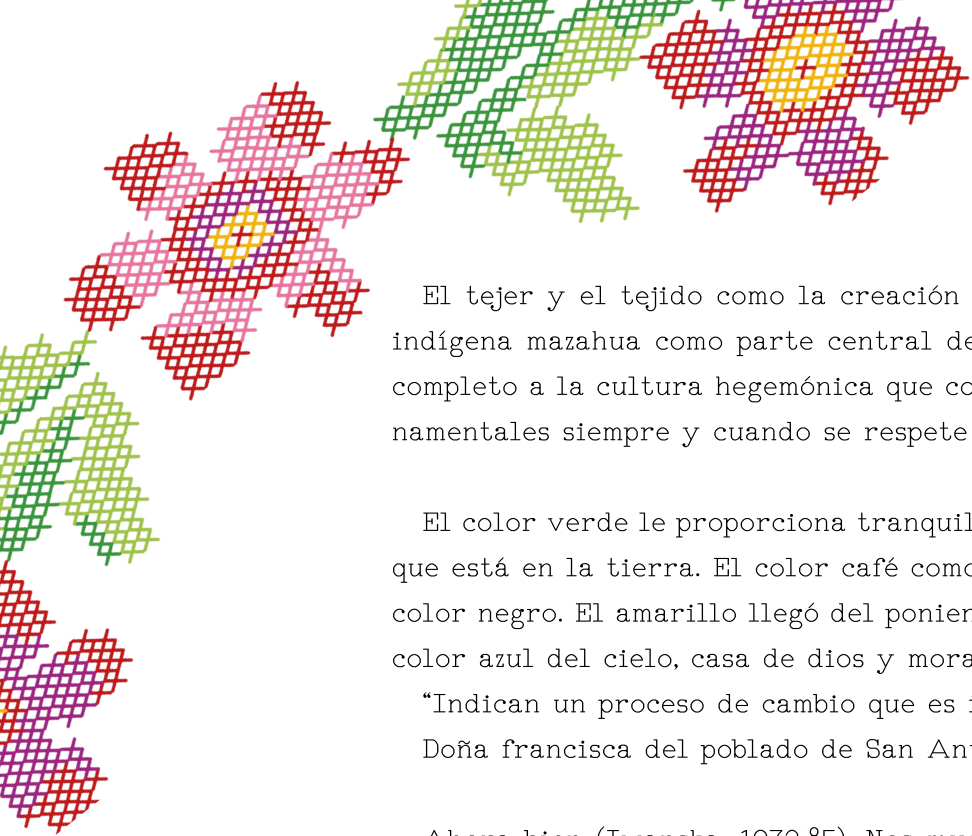 El tejer y el tejido como la creación
indígena mazahua como parte central de
completo a la cultura hegemónica que co
namentales siempre y cuando se respete
El color verde le proporciona tranquil
que está en la tierra. El color café como
color negro. El amarillo llegó del ponien
color azul del cielo, casa de dios y mora
“Indican un proceso de cambio que es
Doña francisca del poblado de San An